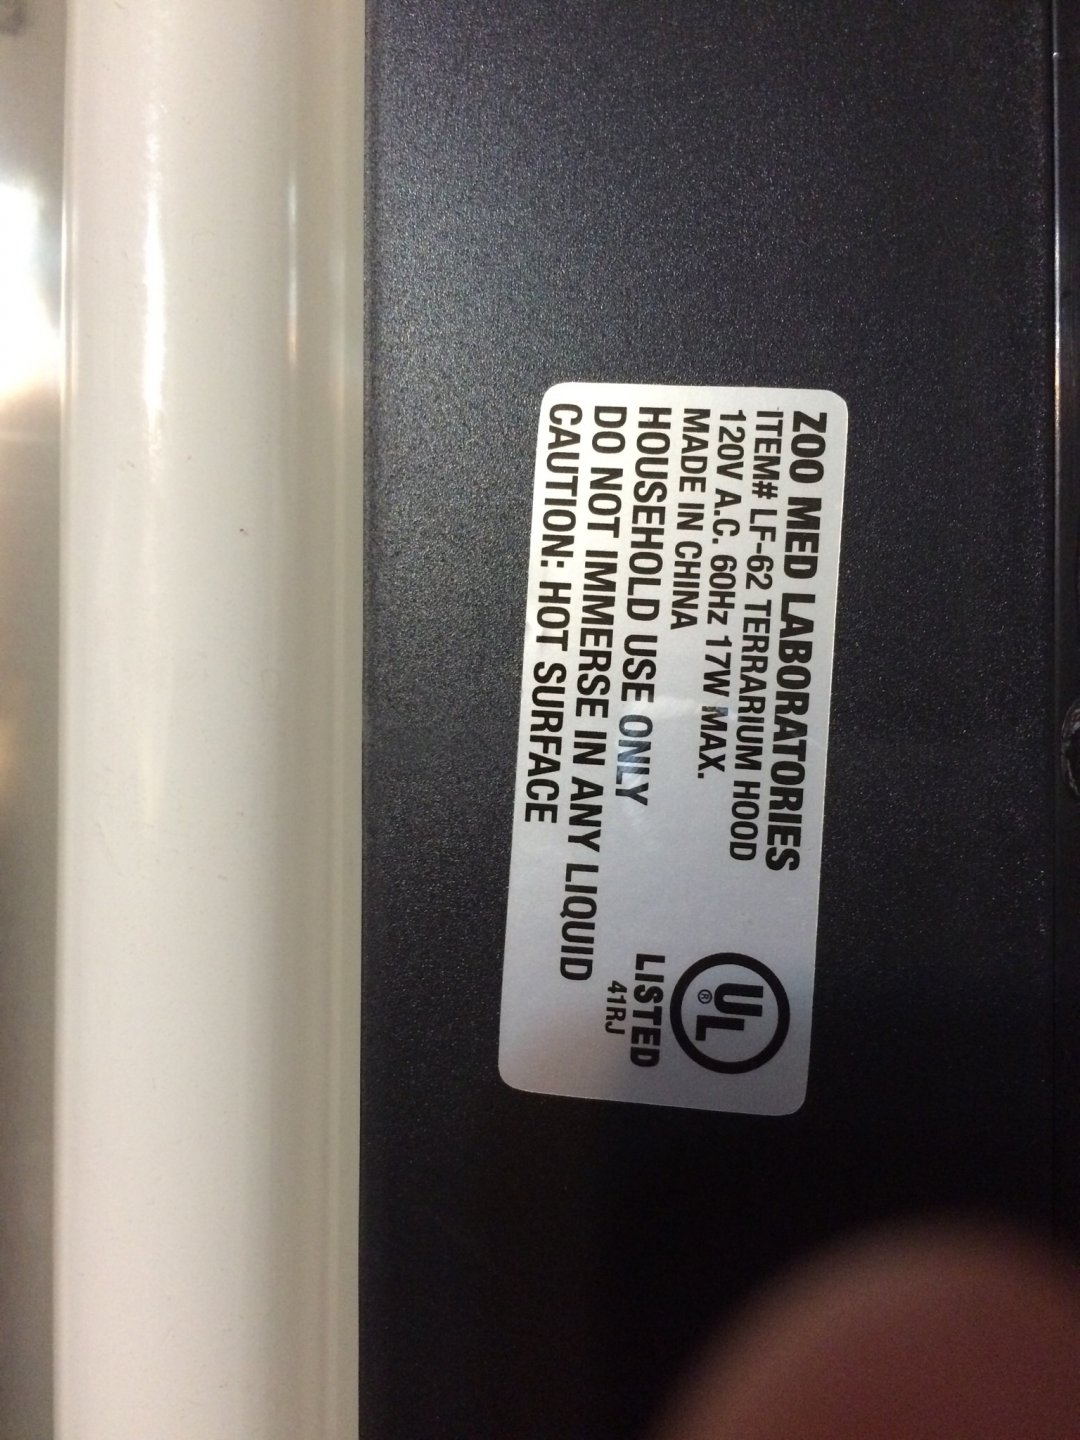 ZOO MED LABORATORIES
ITEM# LF-62 TERRARIUM HOOD
120V A.C. 60Hz 17W MAX.
MADE IN CHINA
HOUSEHOLD USE ONLY
DO NOT IMMERSE IN ANY LIQUID
CAUTION: HOT SURFACE
UL®
LISTED
41RJ